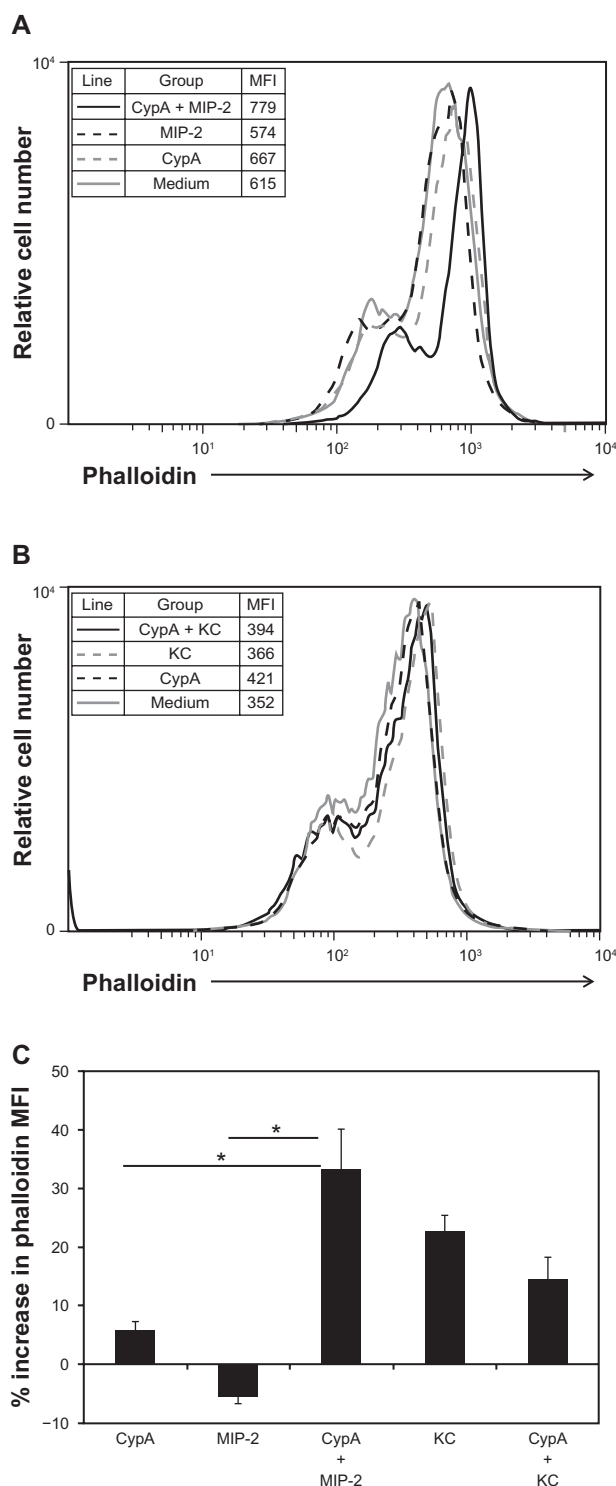 A
Relative cell number
10⁴
0
Line Group MFI
CypA + MIP-2 779
MIP-2 574
CypA 667
Medium 615
10¹ 10² 10³ 10⁴
Phalloidin
B
Relative cell number
10⁴
0
Line Group MFI
CypA + KC 394
KC 366
CypA 421
Medium 352
10¹ 10² 10³ 10⁴
Phalloidin
C
% increase in phalloidin MFI
50
40
30
20
10
0
−10
*
*
CypA MIP-2 CypA + MIP-2 KC CypA + KC